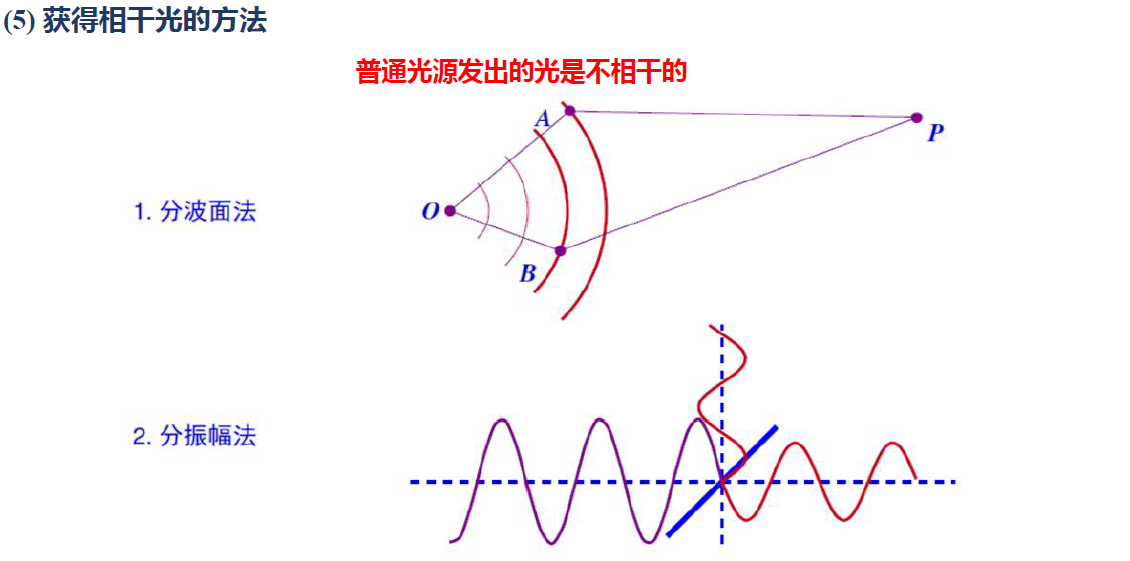 (5) 获得相干光的方法
普通光源发出的光是不相干的
A
P
1. 分波面法
O
B
2. 分振幅法